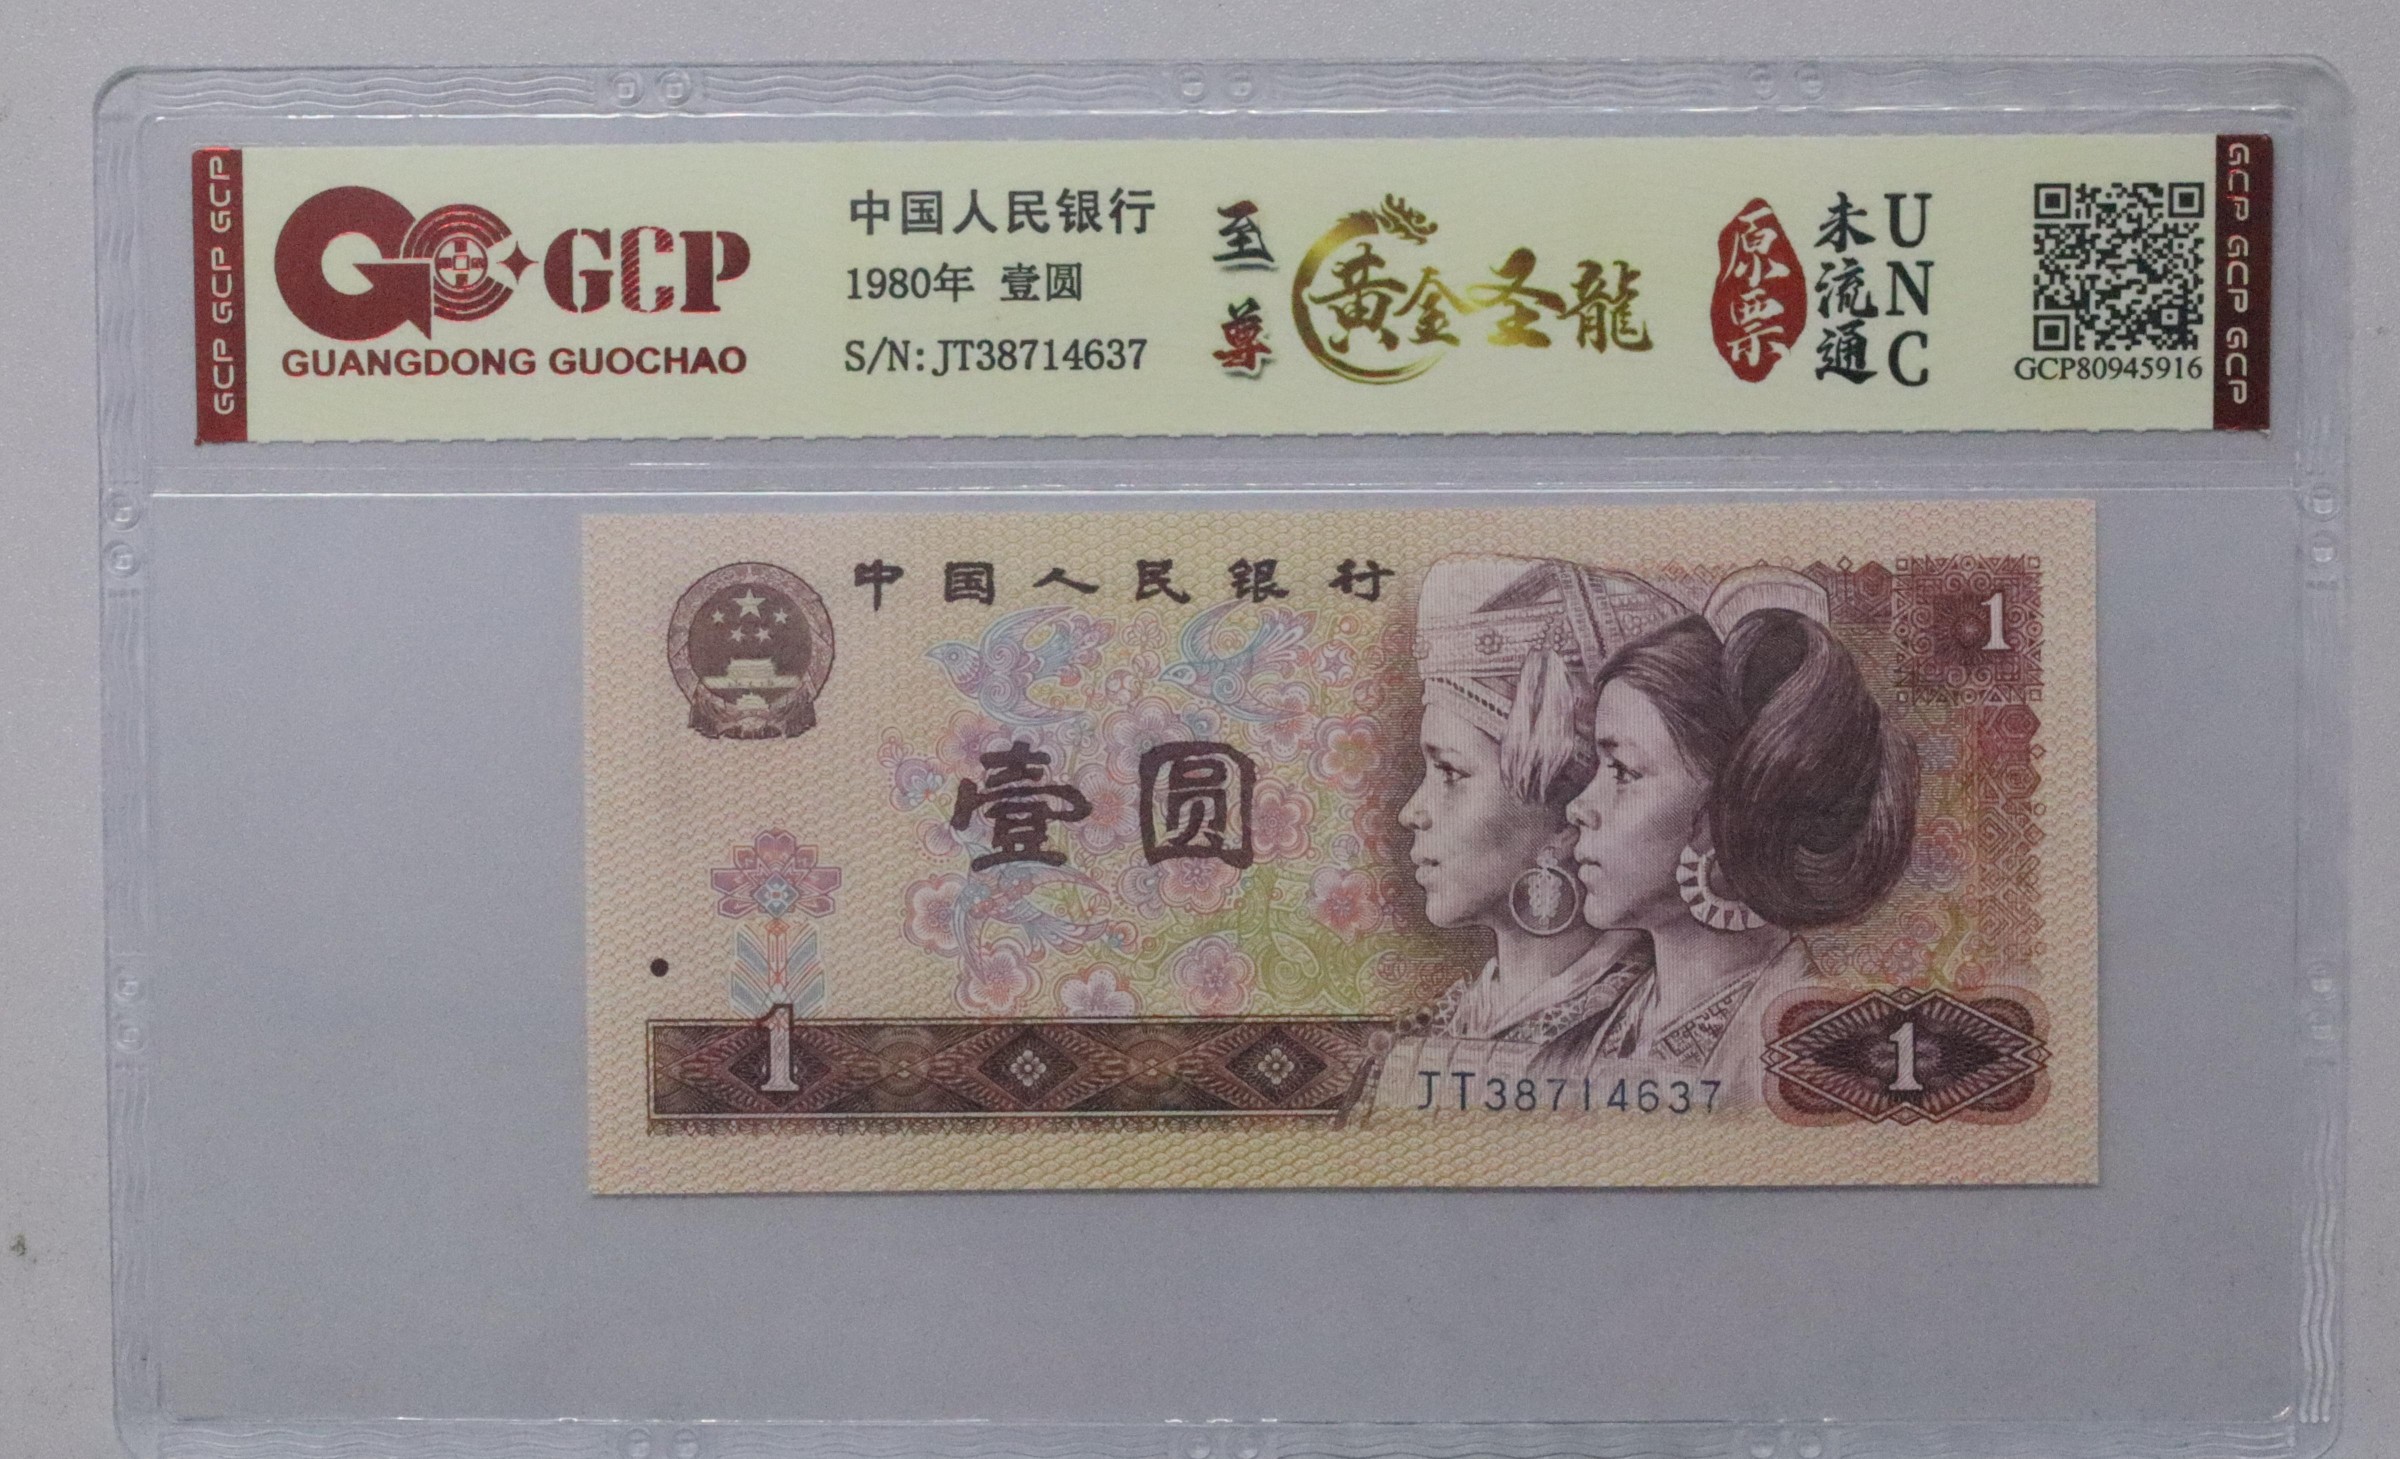 GCP GCP GCP
GCP
GUANGDONG GUOCHAO
中国人民银行
1980年 壹圆
S/N: JT38714637
至尊
黄金圣龍
原票
未流通
UNC
GCP80945916
GCP GCP GCP
中国人民银行
1
壹圆
1
JT38714637
1